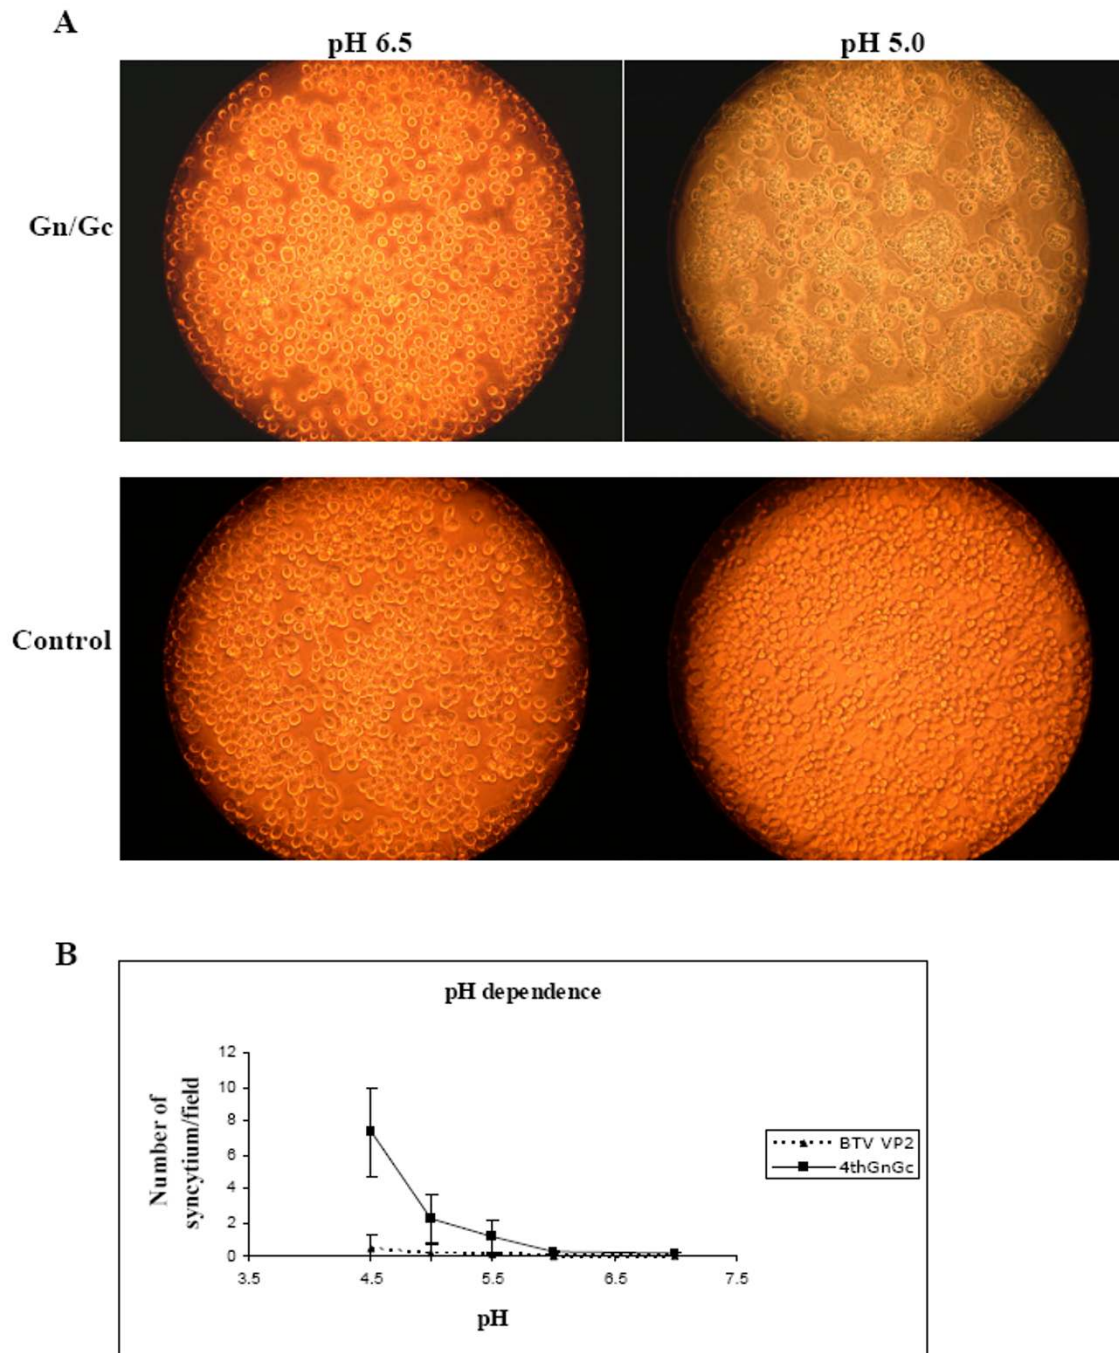 A
pH 6.5
pH 5.0
Gn/Gc
Control
B
pH dependence
Number of
syncytium/field
12
10
8
6
4
2
0
3.5
4.5
5.5
6.5
7.5
pH
BTV VP2
4thGnGc